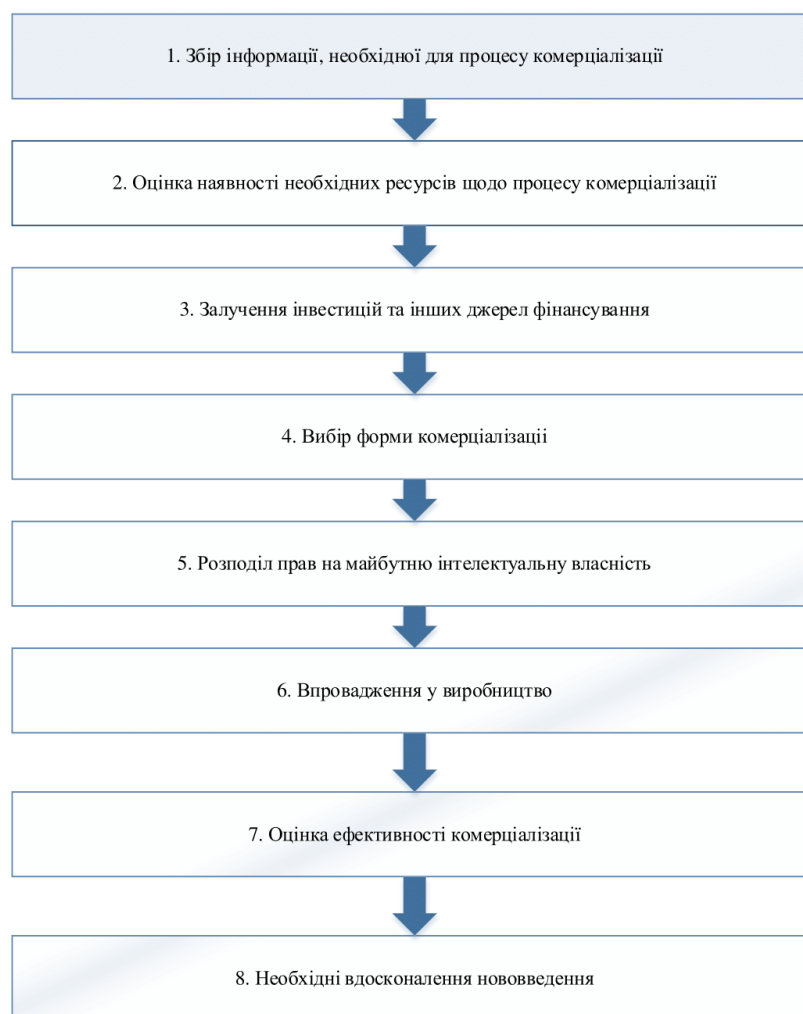 1. Збір інформації, необхідної для процесу комерціалізації
2. Оцінка наявності необхідних ресурсів щодо процесу комерціалізації
3. Залучення інвестицій та інших джерел фінансування
4. Вибір форми комерціалізаціі
5. Розподіл прав на майбутню інтелектуальну власність
6. Впровадження у виробництво
7. Оцінка ефективності комерціалізації
8. Необхідні вдосконалення нововведення